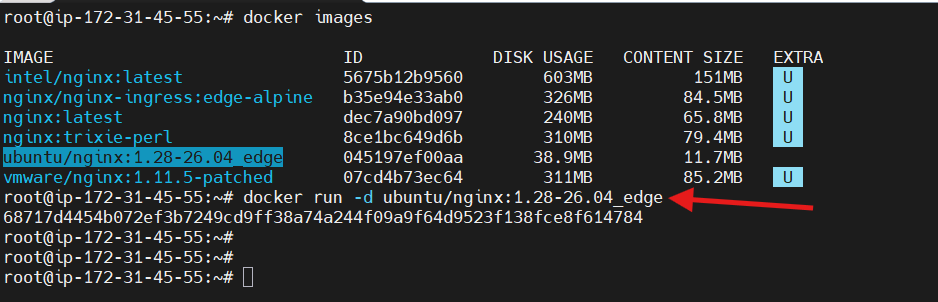 root@ip-172-31-45-55:~# docker images
IMAGE ID DISK USAGE CONTENT SIZE EXTRA
intel/nginx:latest 5675b12b9560 603MB 151MB U
nginx/nginx-ingress:edge-alpine b35e94e33ab0 326MB 84.5MB U
nginx:latest dec7a90bd097 240MB 65.8MB U
nginx:trixie-perl 8ce1bc649d6b 310MB 79.4MB U
ubuntu/nginx:1.28-26.04_edge 045197ef00aa 38.9MB 11.7MB
vmware/nginx:1.11.5-patched 07cd4b73ec64 311MB 85.2MB U
root@ip-172-31-45-55:~# docker run -d ubuntu/nginx:1.28-26.04_edge
68717d4454b072ef3b7249cd9ff38a74a244f09a9f64d9523f138fce8f614784
root@ip-172-31-45-55:~#
root@ip-172-31-45-55:~#
root@ip-172-31-45-55:~#